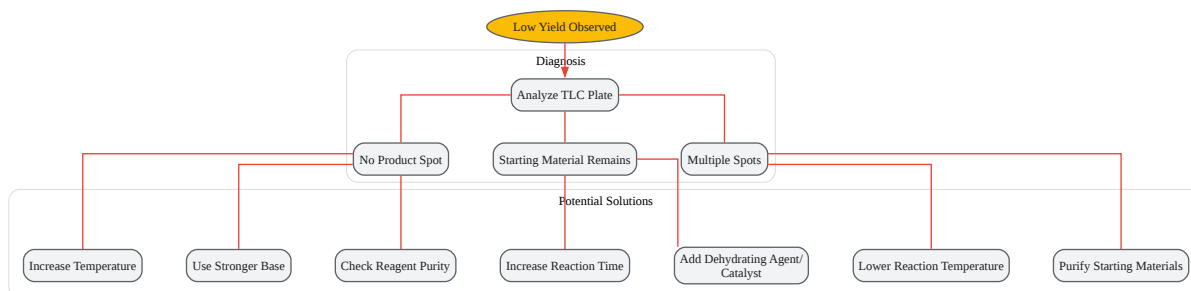 Low Yield Observed
Diagnosis
Analyze TLC Plate
No Product Spot
Starting Material Remains
Multiple Spots
Potential Solutions
Increase Temperature
Use Stronger Base
Check Reagent Purity
Increase Reaction Time
Add Dehydrating Agent/
Catalyst
Lower Reaction Temperature
Purify Starting Materials